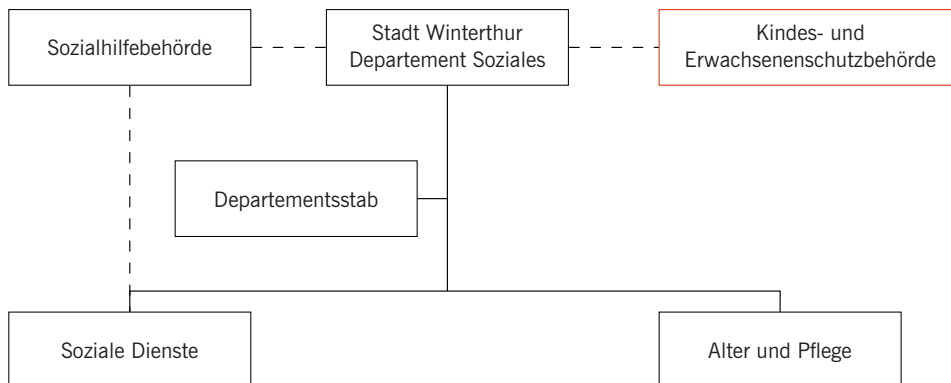 Sozialhilfebehörde
Stadt Winterthur
Departement Soziales
Kindes- und
Erwachsenenschutzbehörde
Departementsstab
Soziale Dienste
Alter und Pflege